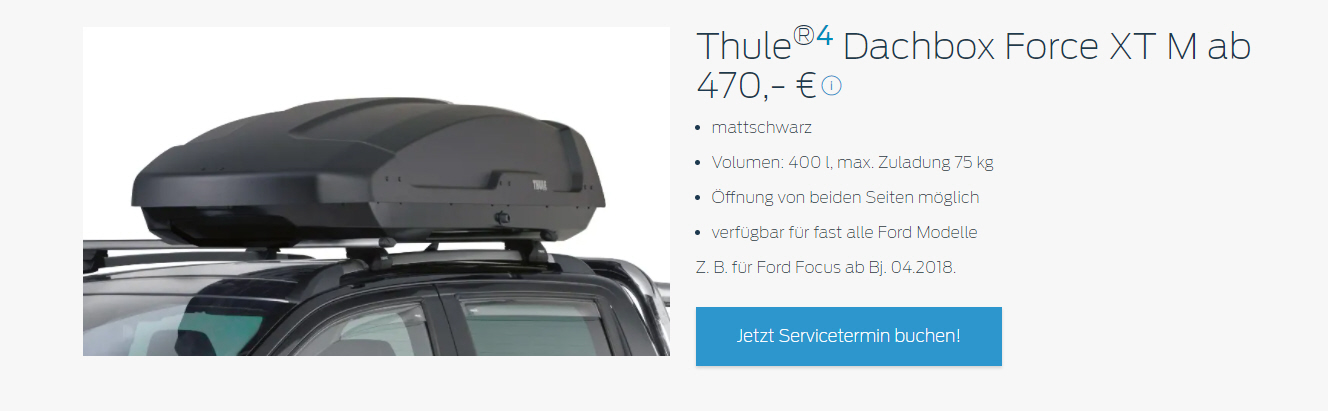 Thule®4 Dachbox Force XT M ab
470,- € i
• mattschwarz
• Volumen: 400 l, max. Zuladung 75 kg
• Öffnung von beiden Seiten möglich
• verfügbar für fast alle Ford Modelle
Z. B. für Ford Focus ab Bj. 04.2018.
Jetzt Servicetermin buchen!
THULE